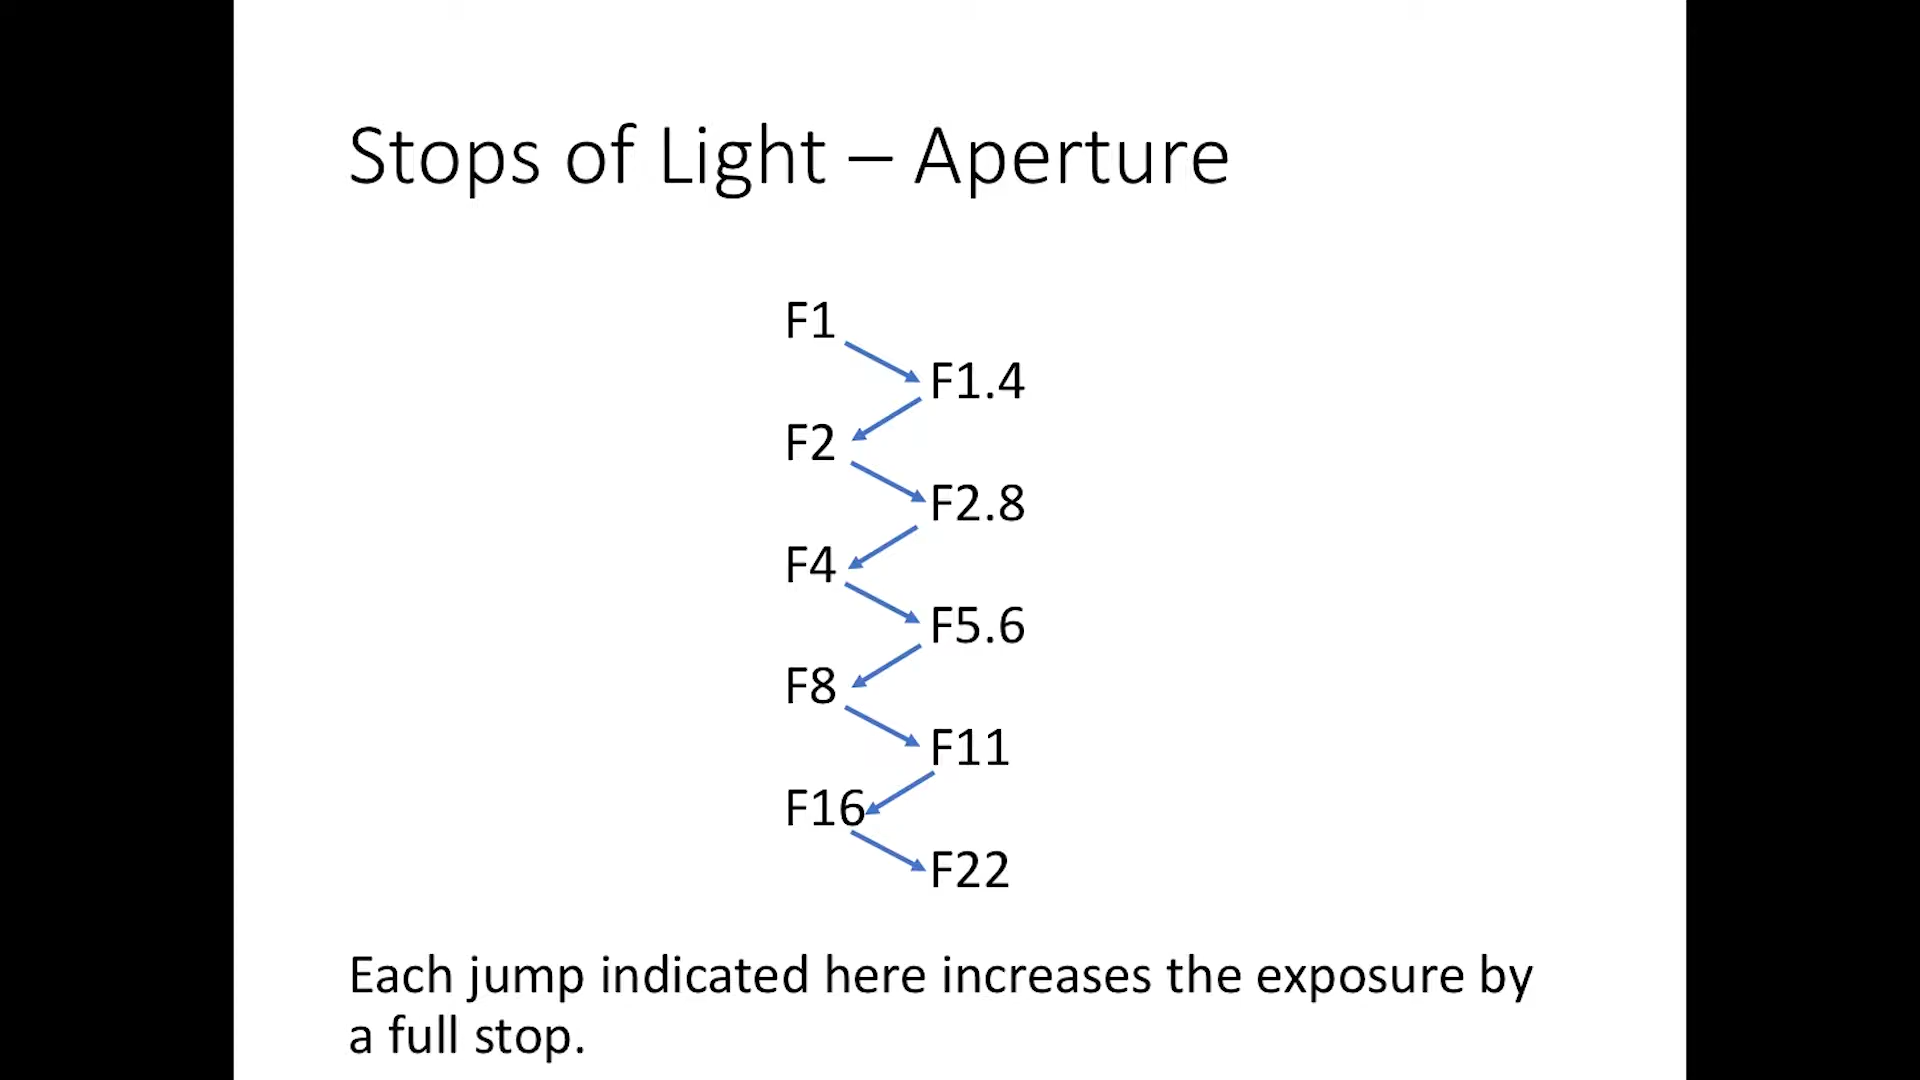 Stops of Light – Aperture
F1
F1.4
F2
F2.8
F4
F5.6
F8
F11
F16
F22
Each jump indicated here increases the exposure by
a full stop.